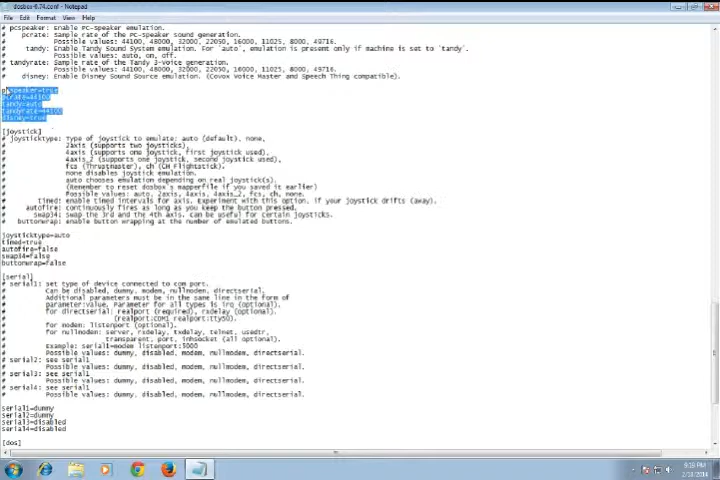 dosbox-0.74.conf - Notepad
File Edit Format View Help
# pcspeaker: Enable PC-Speaker emulation.
# pcrate: Sample rate of the PC-Speaker sound generation.
# Possible values: 44100, 48000, 32000, 22050, 16000, 11025, 8000, 49716.
# tandy: Enable Tandy Sound System emulation. For 'auto', emulation is present only if machine is set to 'tandy'.
# Possible values: auto, on, off.
# tandyrate: Sample rate of the Tandy 3-Voice generation.
# Possible values: 44100, 48000, 32000, 22050, 16000, 11025, 8000, 49716.
# disney: Enable Disney Sound Source emulation. (Covox Voice Master and Speech Thing compatible).
pcspeaker=true
pcrate=44100
tandy=auto
tandyrate=44100
disney=true
[joystick]
# joysticktype: Type of joystick to emulate: auto (default), none,
# 2axis (supports two joysticks),
# 4axis (supports one joystick, first joystick used),
# 4axis_2 (supports one joystick, second joystick used),
# fcs (Thrustmaster), ch (CH Flightstick).
# none disables joystick emulation.
# auto chooses emulation depending on real joystick(s).
# (Remember to reset dosbox's mapperfile if you saved it earlier)
# Possible values: auto, 2axis, 4axis, 4axis_2, fcs, ch, none.
# timed: enable timed intervals for axis. Experiment with this option, if your joystick drifts (away).
# autofire: continuously fires as long as you keep the button pressed.
# swap34: swap the 3rd and the 4th axis. can be useful for certain joysticks.
# buttonwrap: enable button wrapping at the number of emulated buttons.
joysticktype=auto
timed=true
autofire=false
swap34=false
buttonwrap=false
[serial]
# serial1: set type of device connected to com port.
# Can be disabled, dummy, modem, nullmodem, directserial.
# Additional parameters must be in the same line in the form of
# parameter:value. Parameter for all types is irq (optional).
# for directserial: realport (required), rxdelay (optional).
# (realport:COM1 realport:ttyS0).
# for modem: listenport (optional).
# for nullmodem: server, rxdelay, txdelay, telnet, usedtr,
# transparent, port, inhsocket (all optional).
# Example: serial1=modem listenport:5000
# Possible values: dummy, disabled, modem, nullmodem, directserial.
# serial2: see serial1
# Possible values: dummy, disabled, modem, nullmodem, directserial.
# serial3: see serial1
# Possible values: dummy, disabled, modem, nullmodem, directserial.
# serial4: see serial1
# Possible values: dummy, disabled, modem, nullmodem, directserial.
serial1=dummy
serial2=dummy
serial3=disabled
serial4=disabled
[dos]